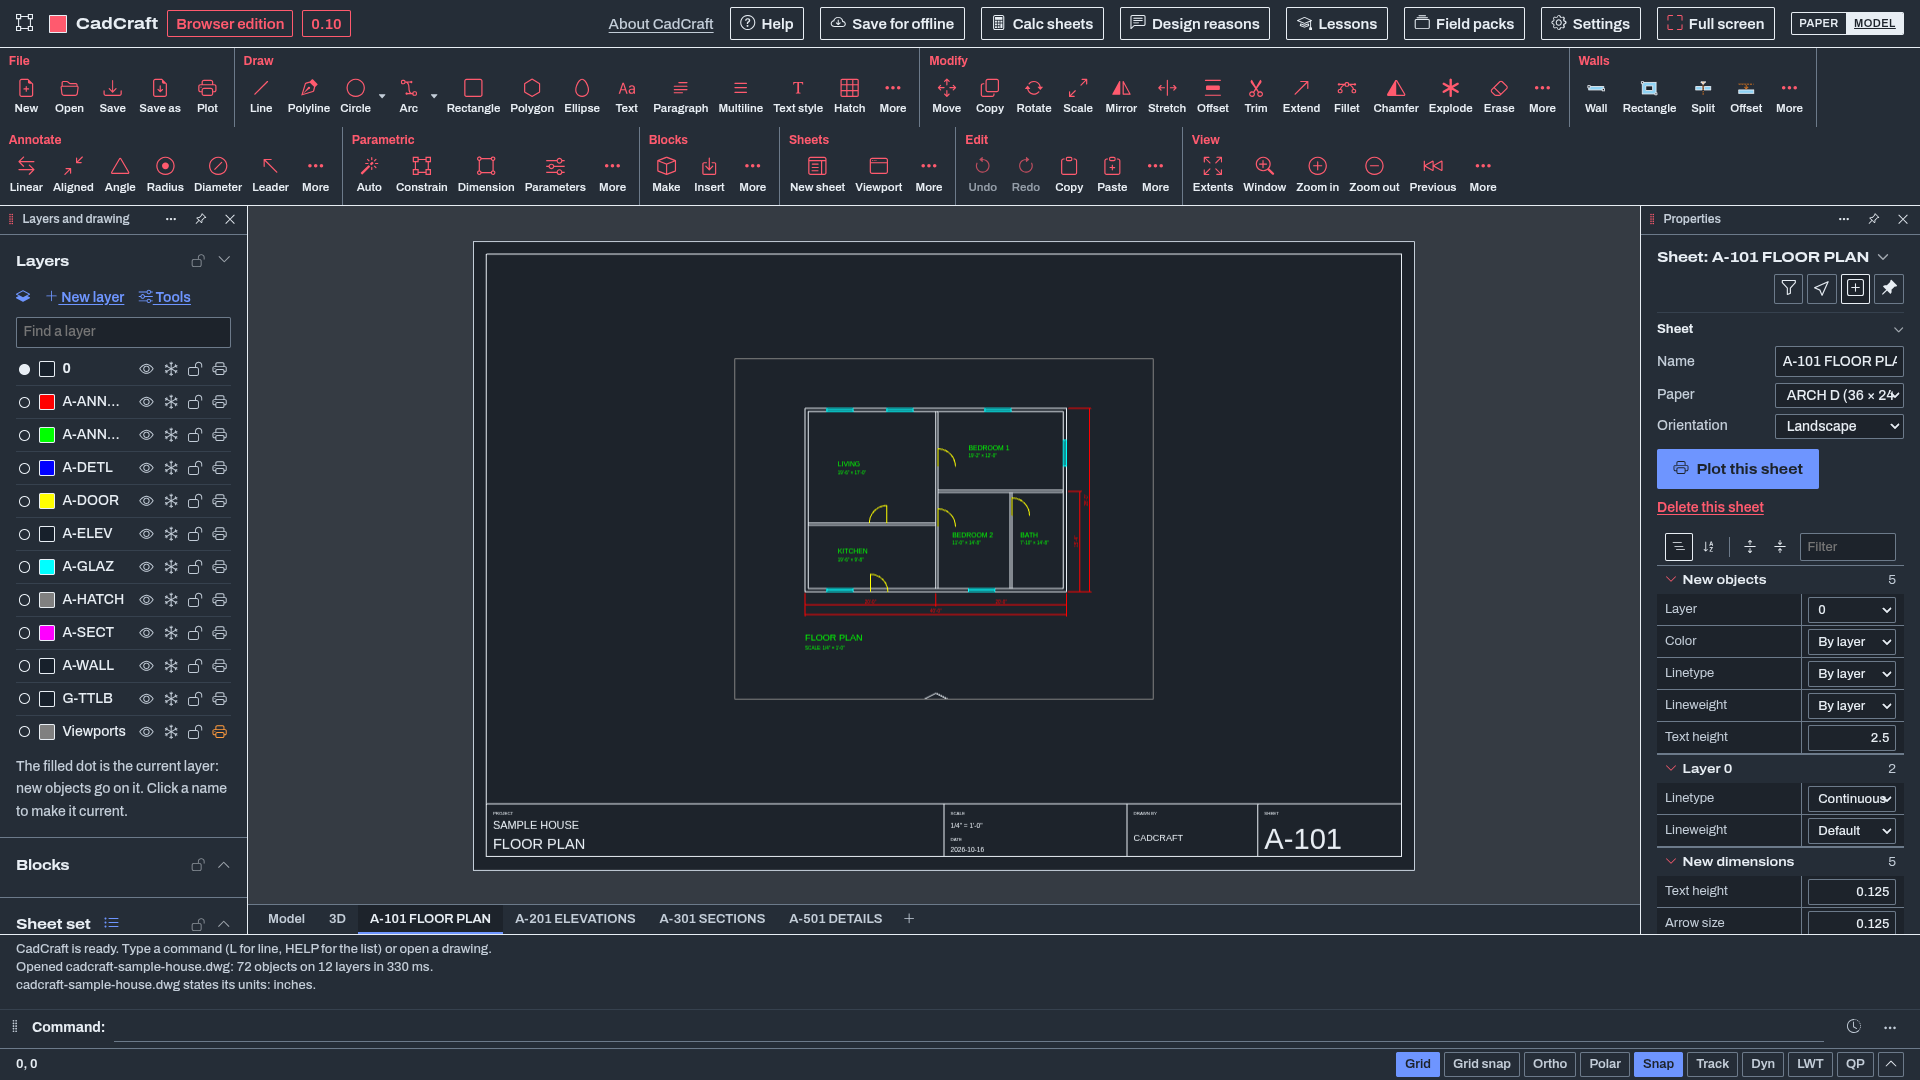 CadCraft Browser edition 0.10 About CadCraft Help Save for offline Calc sheets Design reasons Lessons Field packs Settings Full screen PAPER MODEL
File Draw Modify Walls
New Open Save Save as Plot Line Polyline Circle Arc Rectangle Polygon Ellipse Text Paragraph Multiline Text style Hatch More Move Copy Rotate Scale Mirror Stretch Offset Trim Extend Fillet Chamfer Explode Erase More Wall Rectangle Split Offset More
Annotate Parametric Blocks Sheets Edit View
Linear Aligned Angle Radius Diameter Leader More Auto Constrain Dimension Parameters More Make Insert More New sheet Viewport More Undo Redo Copy Paste More Extents Window Zoom in Zoom out Previous More
Layers and drawing
Layers
New layer Tools
Find a layer
0
A-ANN...
A-ANN...
A-DETL
A-DOOR
A-ELEV
A-GLAZ
A-HATCH
A-SECT
A-WALL
G-TTLB
Viewports
The filled dot is the current layer:
new objects go on it. Click a name
to make it current.
Blocks
Sheet set
BEDROOM 1
LIVING
BEDROOM 2
BATH
KITCHEN
FLOOR PLAN
SCALE 1/4" = 1'-0"
PROJECT
SAMPLE HOUSE
FLOOR PLAN
SCALE
1/4" = 1'-0"
DATE
2026-10-16
DRAWN BY
CADCRAFT
SHEET
A-101
Model 3D A-101 FLOOR PLAN A-201 ELEVATIONS A-301 SECTIONS A-501 DETAILS
Properties
Sheet: A-101 FLOOR PLAN
Sheet
Name A-101 FLOOR PLA
Paper ARCH D (36 × 24
Orientation Landscape
Plot this sheet
Delete this sheet
Filter
New objects 5
Layer 0
Color By layer
Linetype By layer
Lineweight By layer
Text height 2.5
Layer 0 2
Linetype Continuous
Lineweight Default
New dimensions 5
Text height 0.125
Arrow size 0.125
CadCraft is ready. Type a command (L for line, HELP for the list) or open a drawing.
Opened cadcraft-sample-house.dwg: 72 objects on 12 layers in 330 ms.
cadcraft-sample-house.dwg states its units: inches.
Command:
0, 0 Grid Grid snap Ortho Polar Snap Track Dyn LWT QP